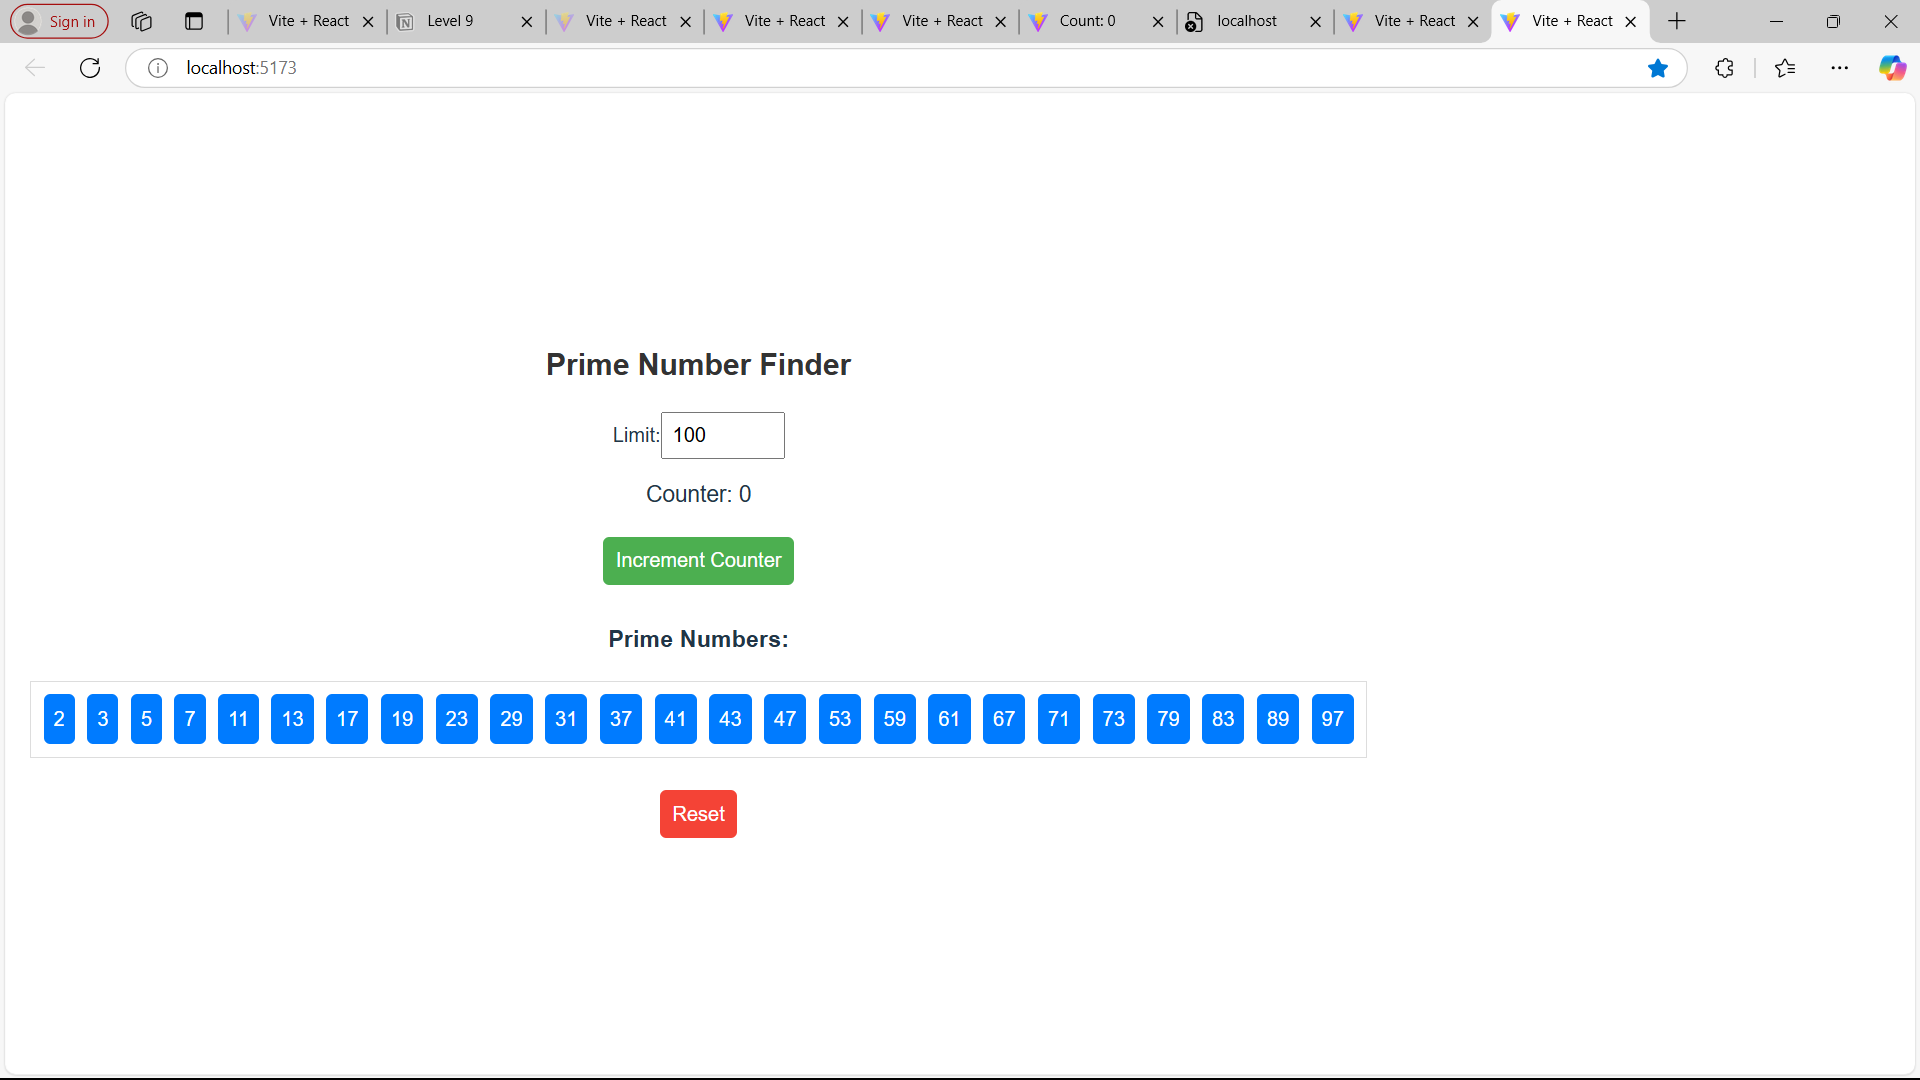 Sign in Vite + React Level 9 Vite + React Vite + React Vite + React Count: 0 localhost Vite + React Vite + React
localhost:5173
Prime Number Finder
Limit: 100
Counter: 0
Increment Counter
Prime Numbers:
2 3 5 7 11 13 17 19 23 29 31 37 41 43 47 53 59 61 67 71 73 79 83 89 97
Reset